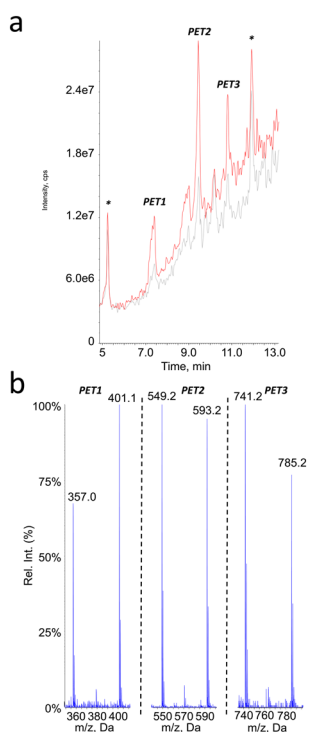 a
PET2
*
PET3
*
PET1
Intensity, cps
2.4e7
1.8e7
1.2e7
6.0e6
0
5 7.0 9.0 11.0 13.0
Time, min
b
PET1 PET2 PET3
401.1 549.2 593.2 741.2 785.2 357.0
Rel. Int. (%)
100%
75%
50%
25%
0%
360 380 400 550 570 590 740 760 780
m/z. Da m/z. Da m/z. Da